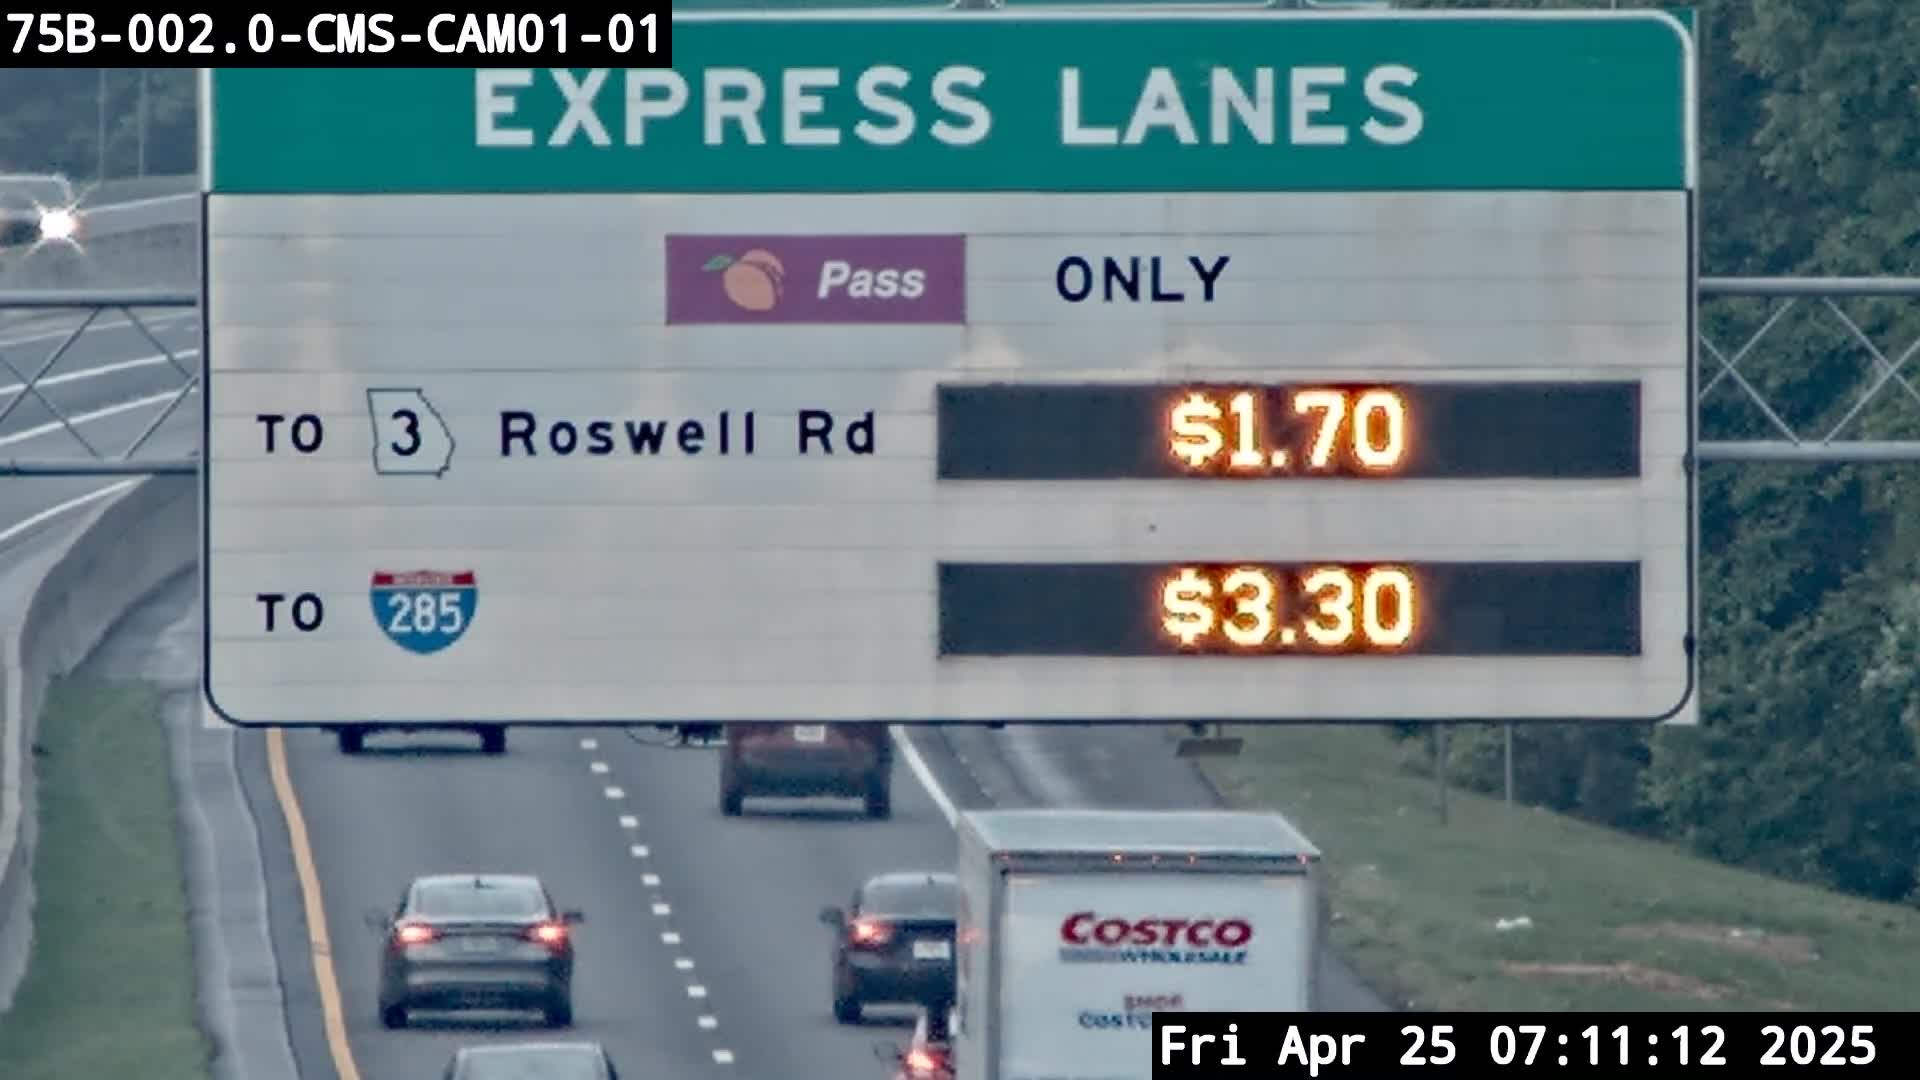 75B-002.0-CMS-CAM01-01
EXPRESS LANES
Pass ONLY
TO 3 Roswell Rd $1.70
TO 285 $3.30
COSTCO
WHOLESALE
Fri Apr 25 07:11:12 2025